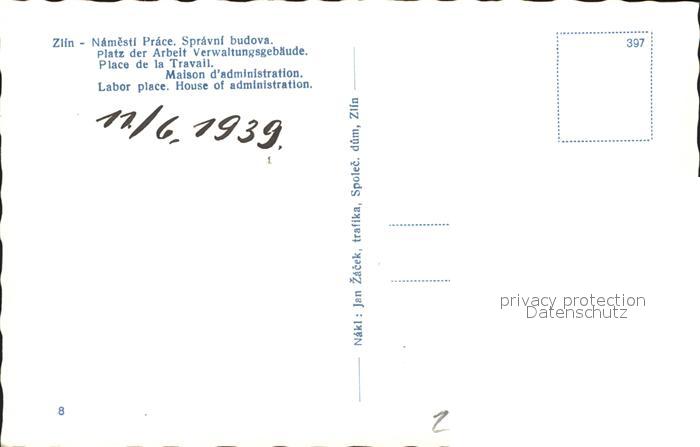 Zlín - Náměstí Práce. Správní budova.
Platz der Arbeit Verwaltungsgebäude.
Place de la Travail.
Maison d'administration.
Labor place. House of administration.
11./6. 1939.
1
Nákl: Jan Žáček, trafika, Společ. dům, Zlín
397
privacy protection
Datenschutz
8
2